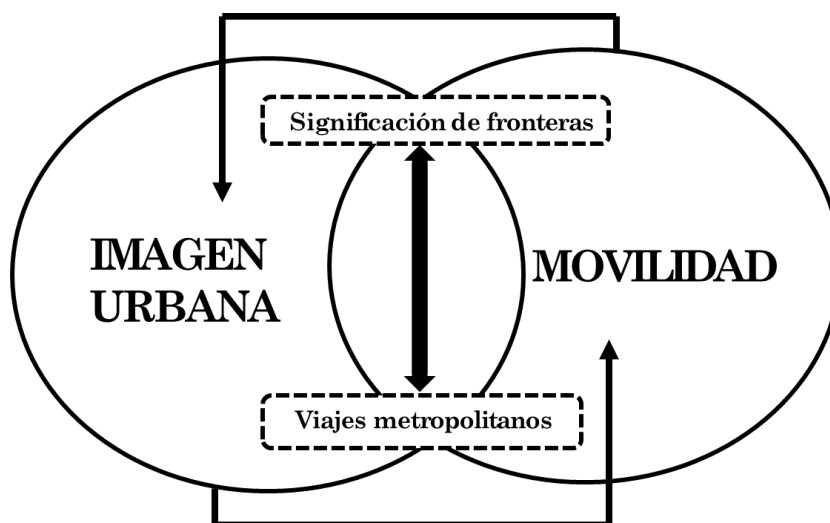 Significación de fronteras
IMAGEN
URBANA
MOVILIDAD
Viajes metropolitanos